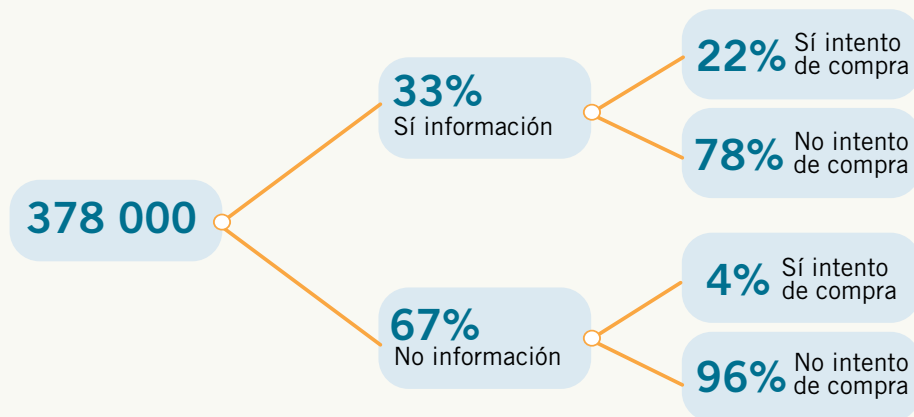 378 000
33%
Sí información
22% Sí intento
de compra
78% No intento
de compra
67%
No información
4% Sí intento
de compra
96% No intento
de compra